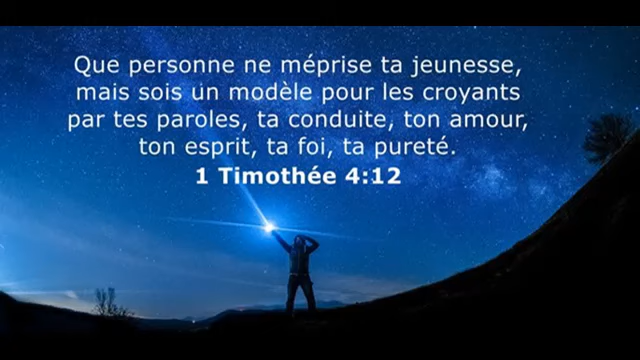 Que personne ne méprise ta jeunesse,
mais sois un modèle pour les croyants
par tes paroles, ta conduite, ton amour,
ton esprit, ta foi, ta pureté.
1 Timothée 4:12